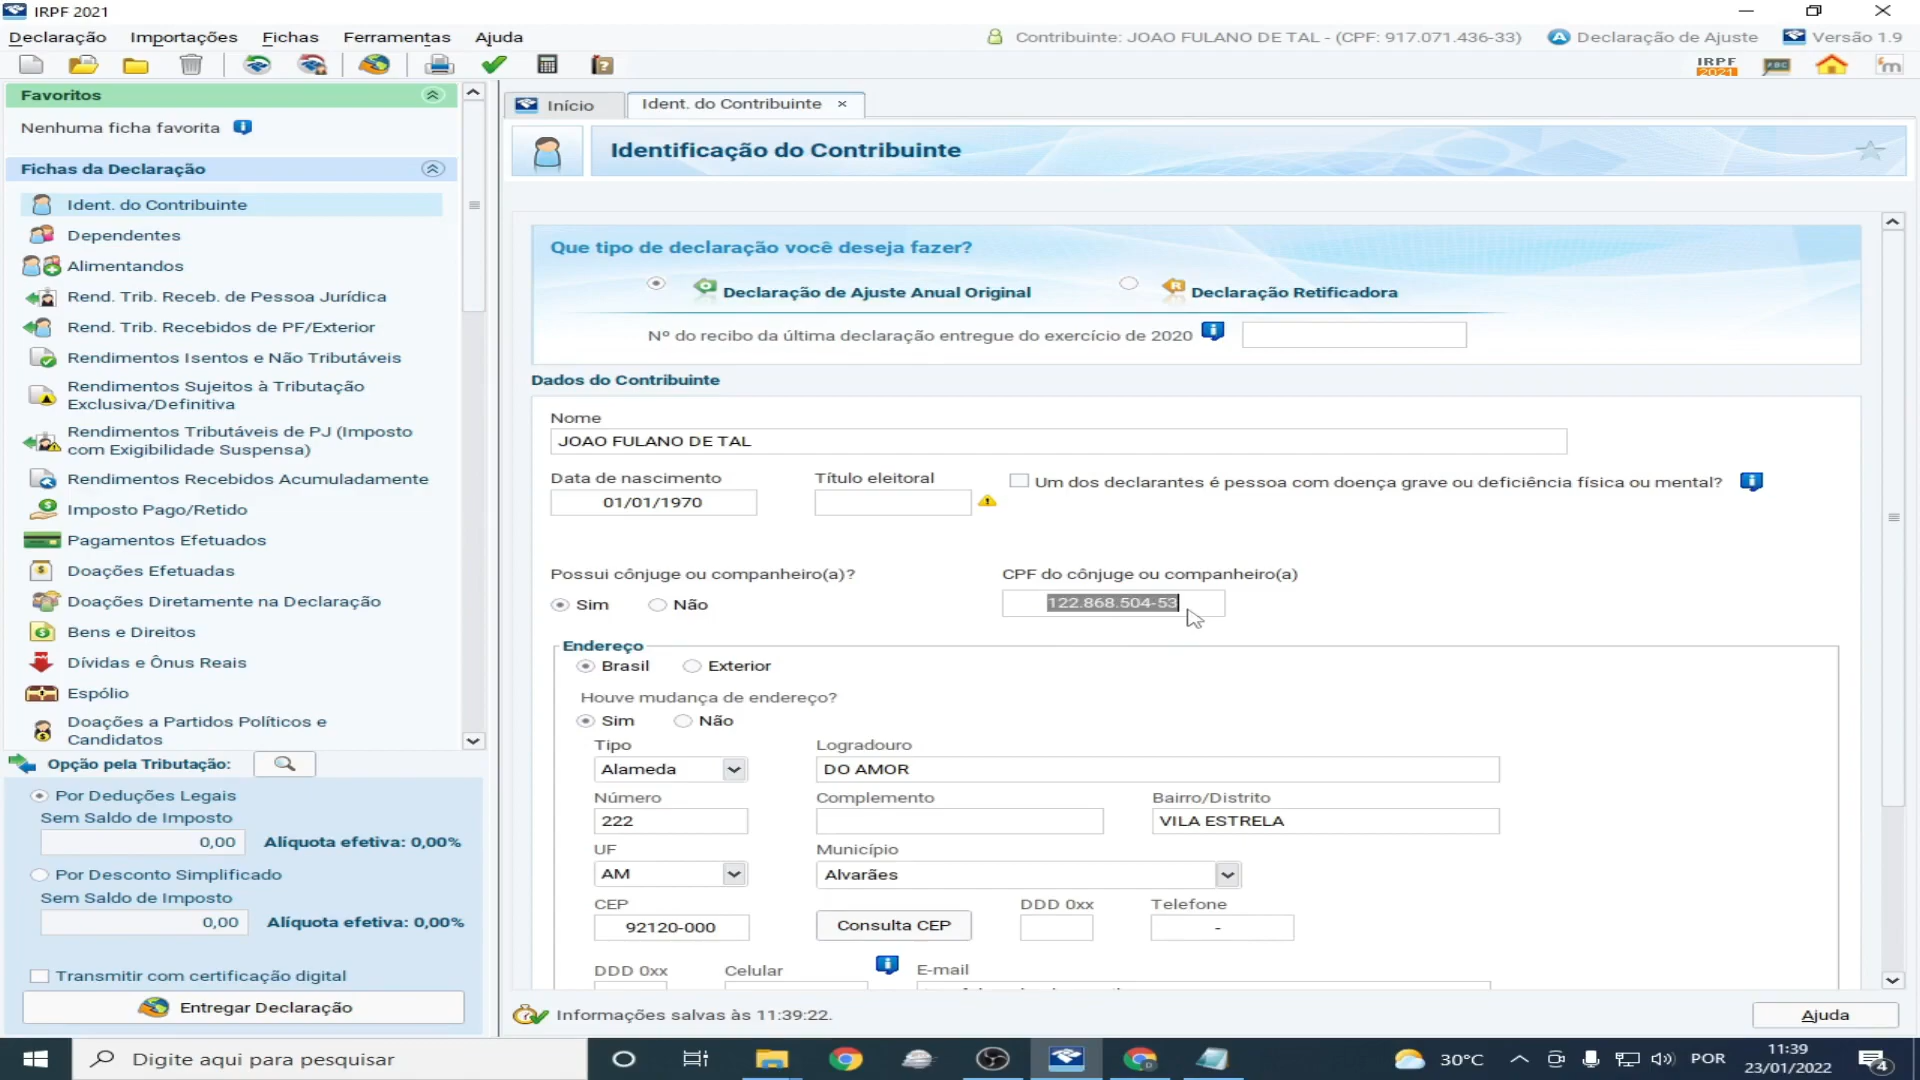 IRPF 2021
Declaração Importações Fichas Ferramentas Ajuda
Contribuinte: JOAO FULANO DE TAL - (CPF: 917.071.436-33) Declaração de Ajuste Versão 1.9
IRPF 2021
Favoritos
Nenhuma ficha favorita
Fichas da Declaração
Ident. do Contribuinte
Dependentes
Alimentandos
Rend. Trib. Receb. de Pessoa Jurídica
Rend. Trib. Recebidos de PF/Exterior
Rendimentos Isentos e Não Tributáveis
Rendimentos Sujeitos à Tributação
Exclusiva/Definitiva
Rendimentos Tributáveis de PJ (Imposto
com Exigibilidade Suspensa)
Rendimentos Recebidos Acumuladamente
Imposto Pago/Retido
Pagamentos Efetuados
Doações Efetuadas
Doações Diretamente na Declaração
Bens e Direitos
Dívidas e Ônus Reais
Espólio
Doações a Partidos Políticos e
Candidatos
Opção pela Tributação:
Por Deduções Legais
Sem Saldo de Imposto
0,00 Alíquota efetiva: 0,00%
Por Desconto Simplificado
Sem Saldo de Imposto
0,00 Alíquota efetiva: 0,00%
Transmitir com certificação digital
Entregar Declaração
Início Ident. do Contribuinte ×
Identificação do Contribuinte
Que tipo de declaração você deseja fazer?
Declaração de Ajuste Anual Original Declaração Retificadora
Nº do recibo da última declaração entregue do exercício de 2020
Dados do Contribuinte
Nome
JOAO FULANO DE TAL
Data de nascimento Título eleitoral
Um dos declarantes é pessoa com doença grave ou deficiência física ou mental?
01/01/1970
Possui cônjuge ou companheiro(a)? CPF do cônjuge ou companheiro(a)
Sim Não 122.868.504-53
Endereço
Brasil Exterior
Houve mudança de endereço?
Sim Não
Tipo Logradouro
Alameda DO AMOR
Número Complemento Bairro/Distrito
222 VILA ESTRELA
UF Município
AM Alvarães
CEP DDD 0xx Telefone
92120-000 Consulta CEP -
DDD 0xx Celular E-mail
Informações salvas às 11:39:22.
Ajuda
Digite aqui para pesquisar
30°C POR 11:39
23/01/2022
4